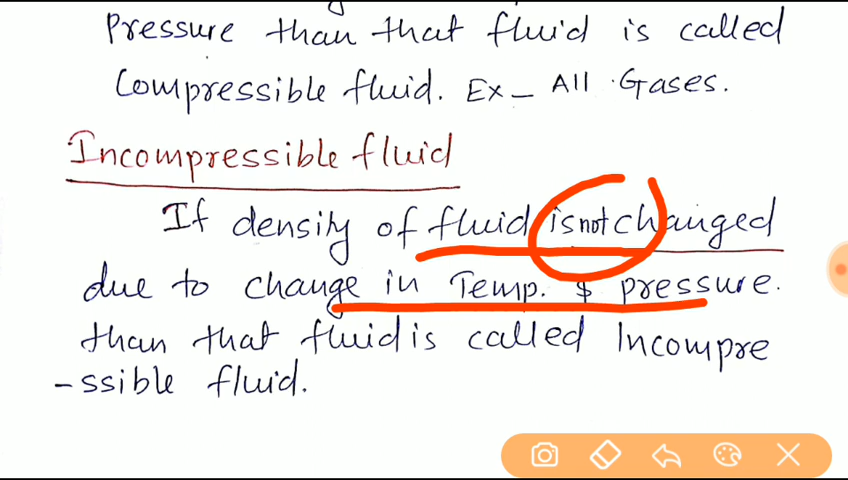 Pressure than that fluid is called
Compressible fluid. Ex - All Gases.
Incompressible fluid
If density of fluid is not changed
due to change in Temp. $ pressure.
than that fluid is called Incompre
-ssible fluid.